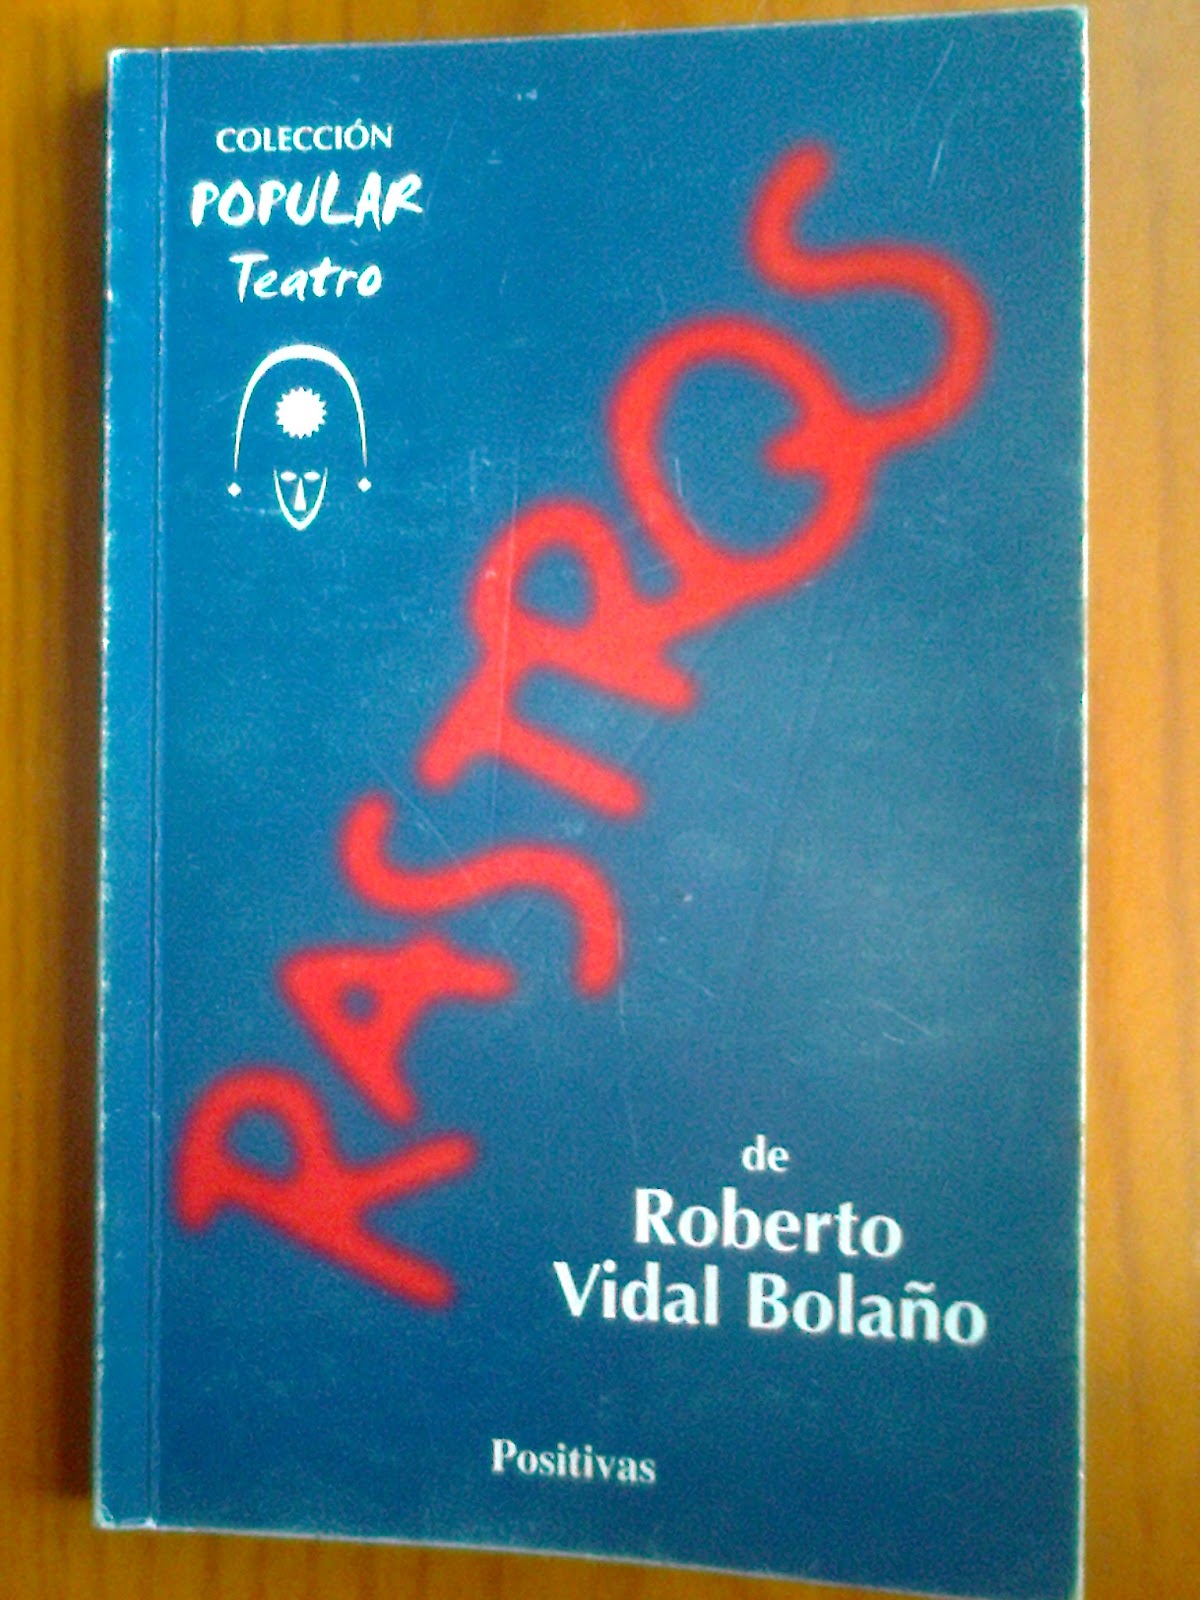 COLECCIÓN
POPULAR
Teatro
RASTROS
de
Roberto
Vidal Bolaño
Positivas